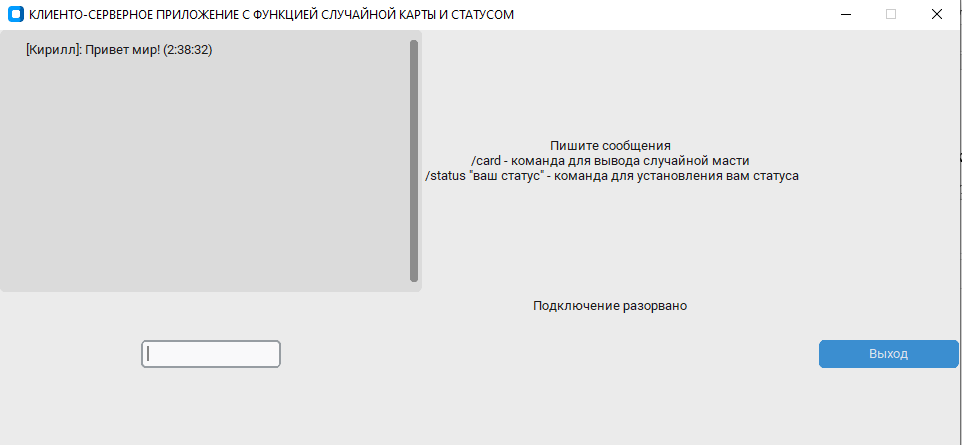 КЛИЕНТО-СЕРВЕРНОЕ ПРИЛОЖЕНИЕ С ФУНКЦИЕЙ СЛУЧАЙНОЙ КАРТЫ И СТАТУСОМ
[Кирилл]: Привет мир! (2:38:32)
Пишите сообщения
/card - команда для вывода случайной масти
/status "ваш статус" - команда для установления вам статуса
Подключение разорвано
Выход